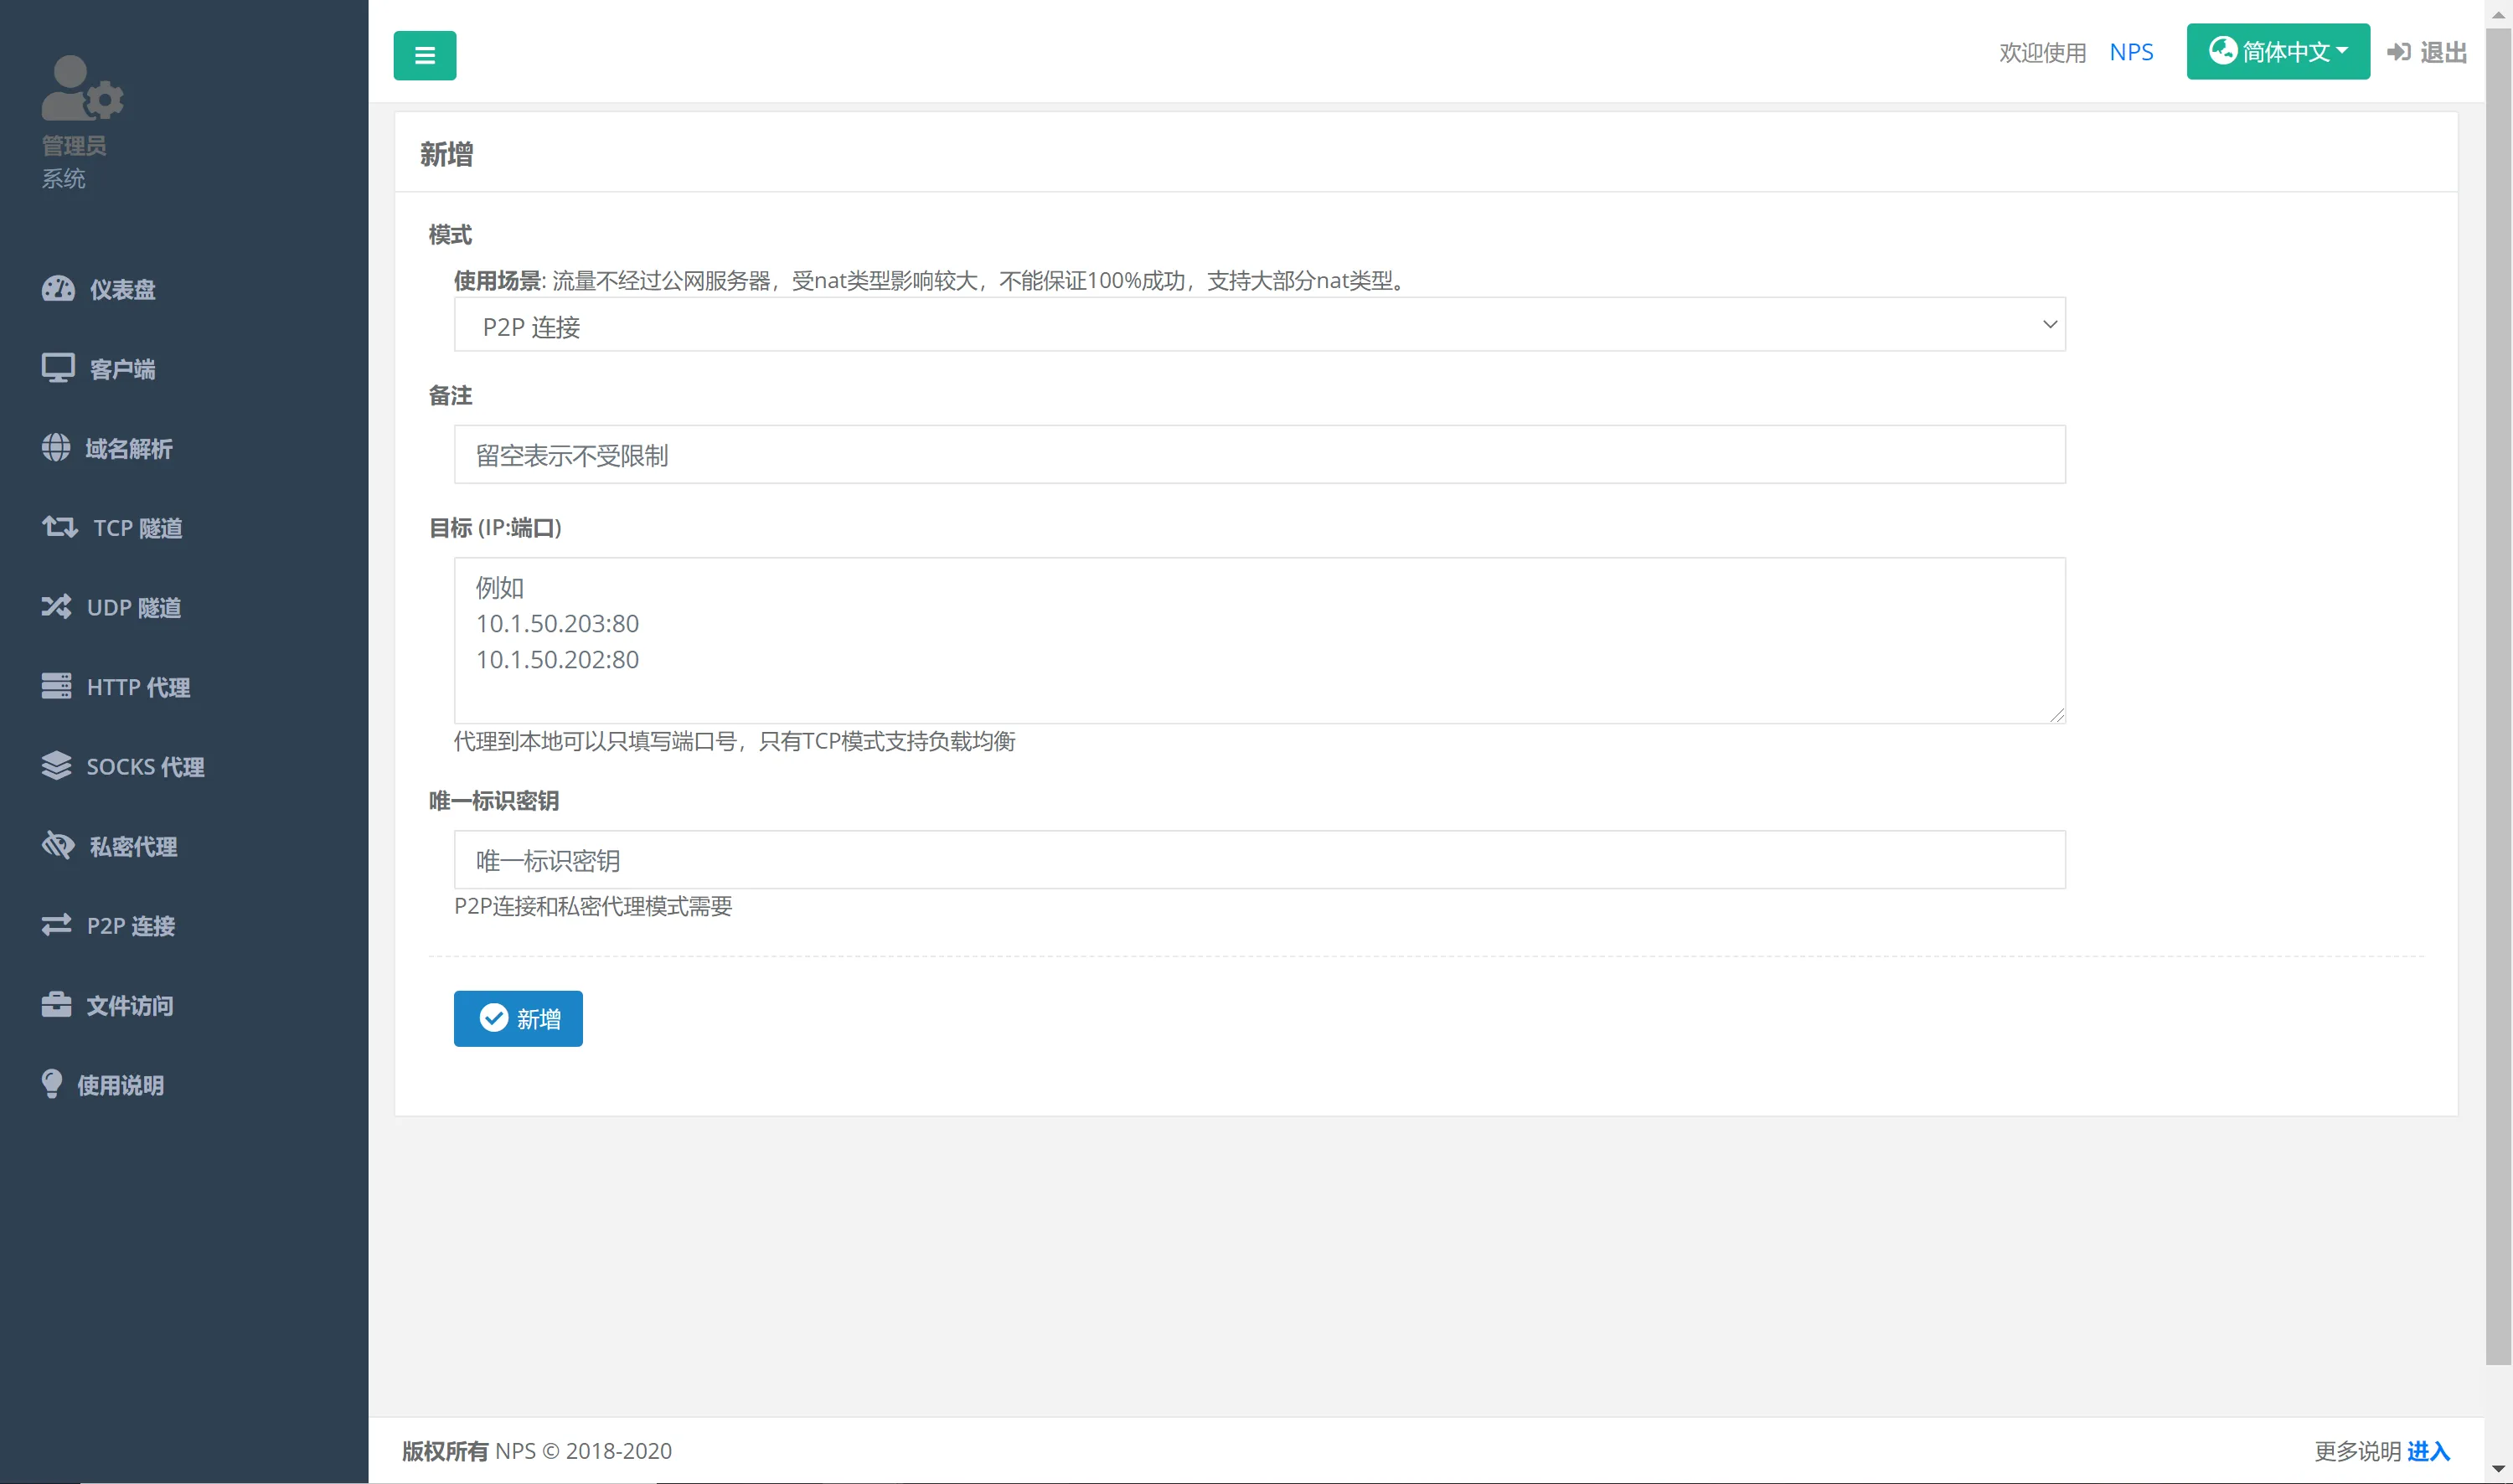 管理员
系统
仪表盘
客户端
域名解析
TCP 隧道
UDP 隧道
HTTP 代理
SOCKS 代理
私密代理
P2P 连接
文件访问
使用说明
欢迎使用 NPS 简体中文 退出
新增
模式
使用场景: 流量不经过公网服务器，受nat类型影响较大，不能保证100%成功，支持大部分nat类型。
P2P 连接
备注
留空表示不受限制
目标 (IP:端口)
例如
10.1.50.203:80
10.1.50.202:80
代理到本地可以只填写端口号，只有TCP模式支持负载均衡
唯一标识密钥
唯一标识密钥
P2P连接和私密代理模式需要
新增
版权所有 NPS © 2018-2020
更多说明 进入